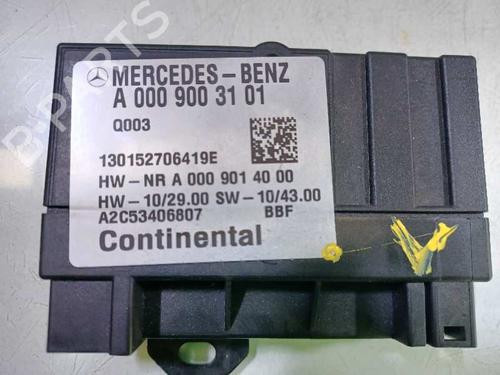 MERCEDES-BENZ
A 000 900 31 01
Q003
130152706419E
HW-NR A 000 901 40 00
HW-10/29.00 SW-10/43.00
A2C53406807 BBF
Continental
B-PARTS